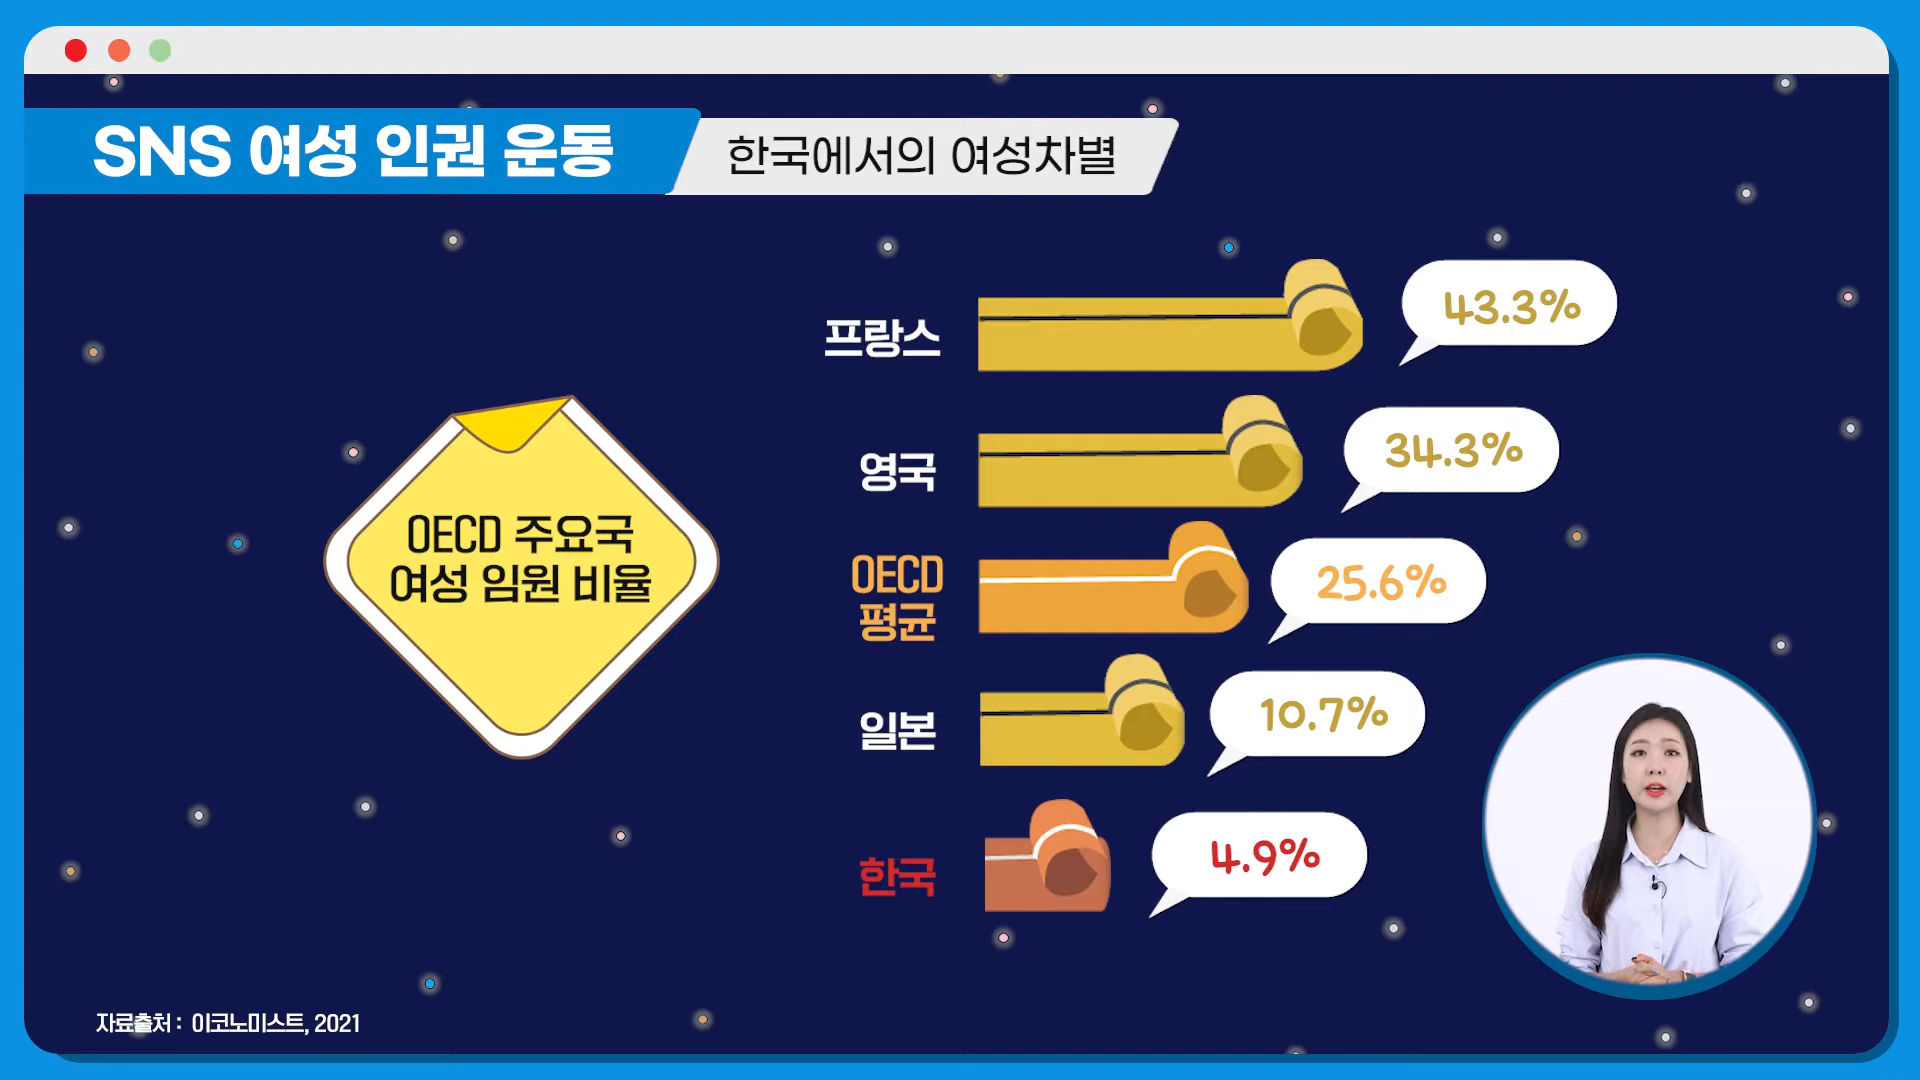 SNS 여성 인권 운동
한국에서의 여성차별
OECD 주요국
여성 임원 비율
프랑스
43.3%
영국
34.3%
OECD
평균
25.6%
일본
10.7%
한국
4.9%
자료출처 : 이코노미스트, 2021